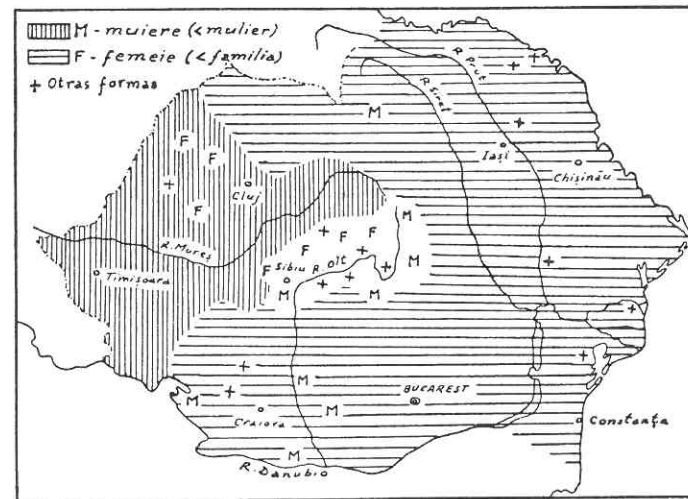 M - muiere (< mulier)
F - femeie (< familia)
+ Otras formas
R. Prut
R. Siret
M
Iași
Chișinău
F
F
+
Cluj
F
R. Mureș
M
+
F
F
F
+
F
Sibiu
R. Olt
+
M
Timișoara
M
+
+
M
+
+
+
M
M
+
M
BUCAREST
Craiova
Constanța
M
R. Danubio